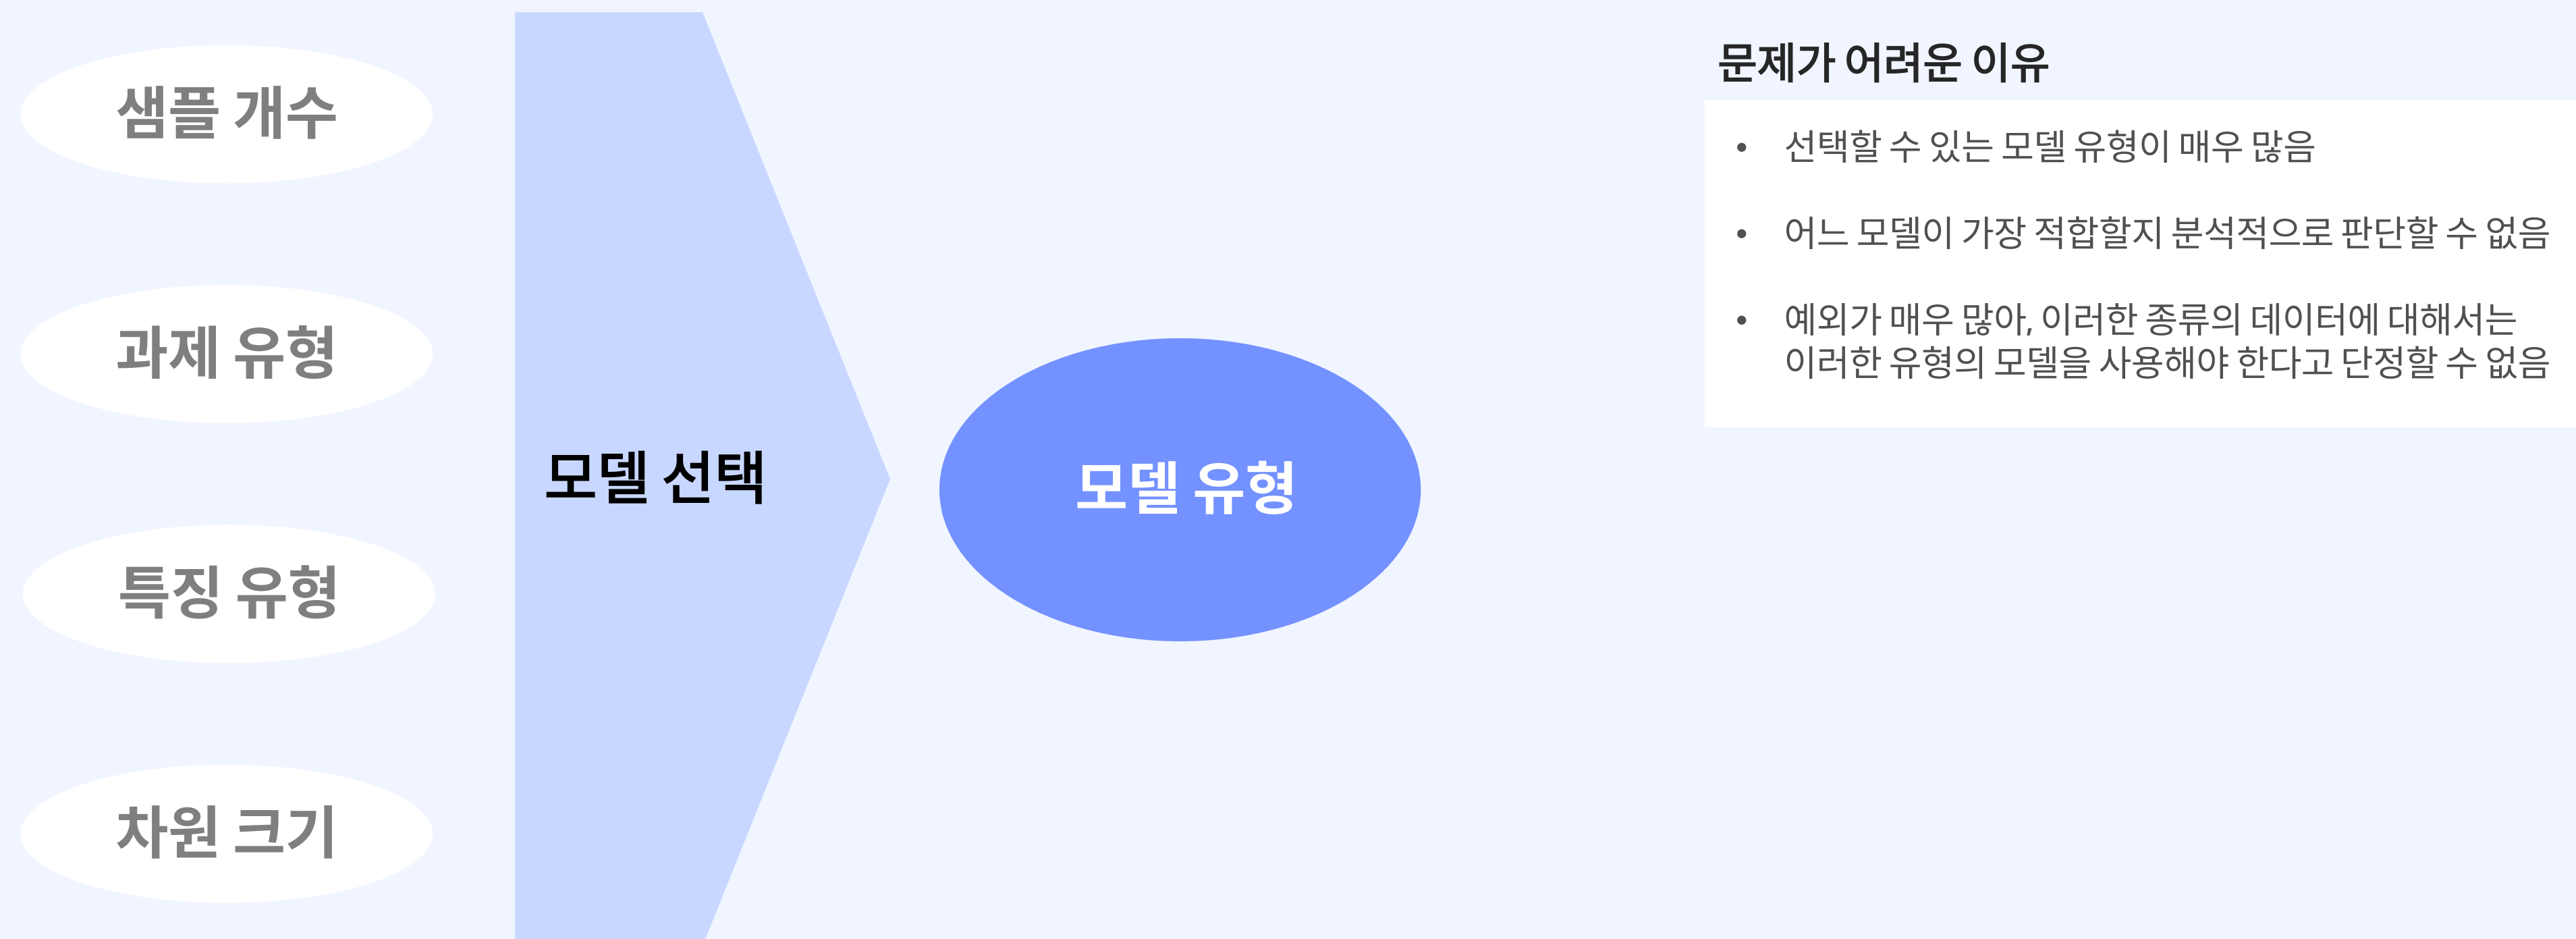 샘플 개수
과제 유형
특징 유형
차원 크기
모델 선택
모델 유형
문제가 어려운 이유
• 선택할 수 있는 모델 유형이 매우 많음
• 어느 모델이 가장 적합할지 분석적으로 판단할 수 없음
• 예외가 매우 많아, 이러한 종류의 데이터에 대해서는
이러한 유형의 모델을 사용해야 한다고 단정할 수 없음